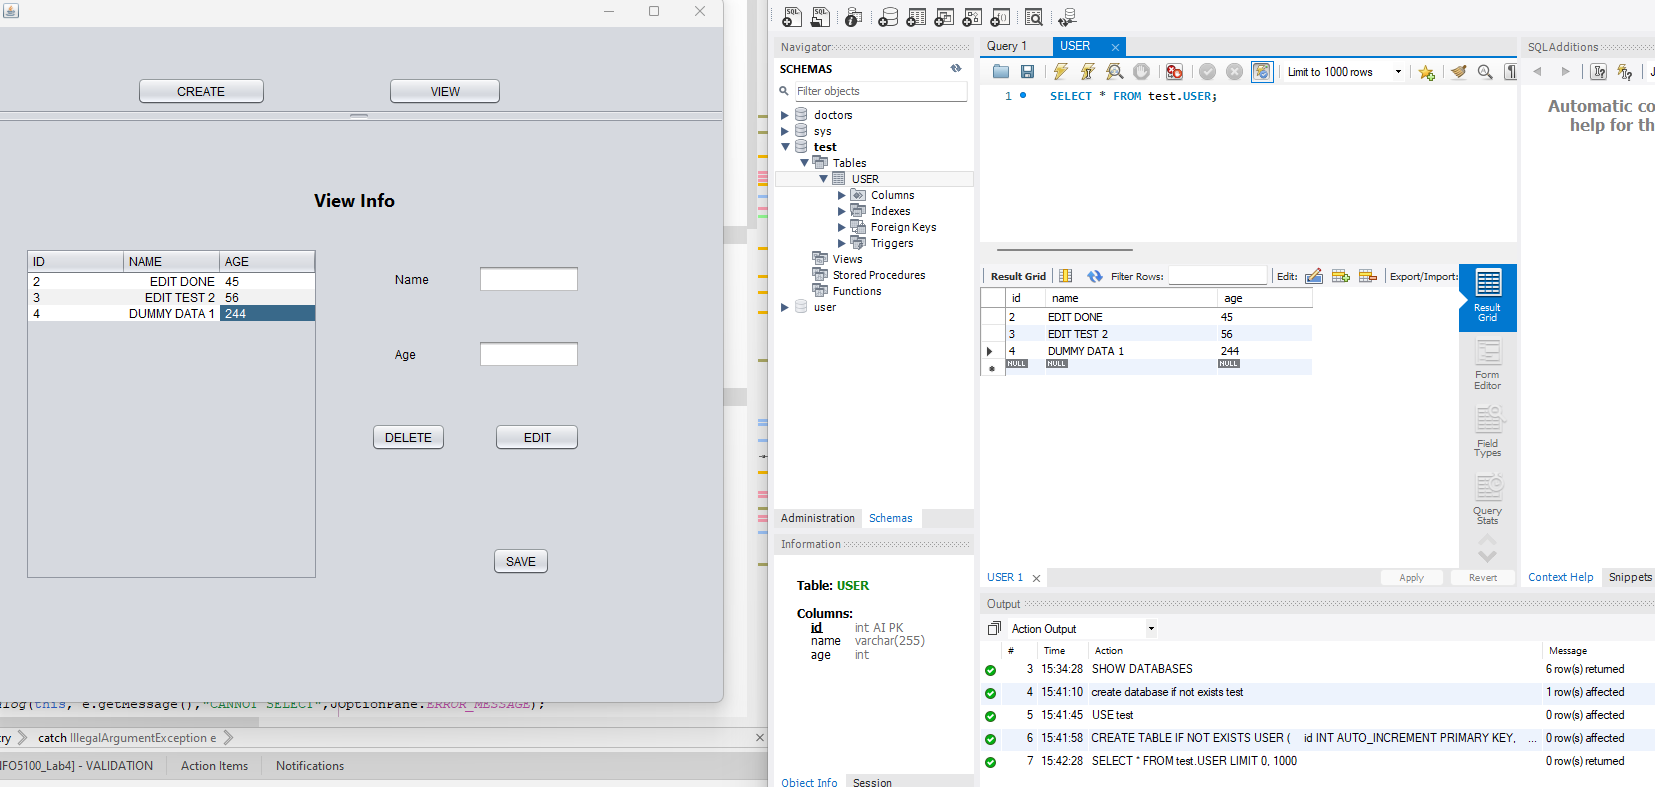 CREATE
VIEW
View Info
ID NAME AGE
2 EDIT DONE 45
3 EDIT TEST 2 56
4 DUMMY DATA 1 244
Name
Age
DELETE
EDIT
SAVE
log(this, e.getMessage(),"CANNOT SELECT",JOptionPane.ERROR_MESSAGE);
ry catch IllegalArgumentException e
NFO5100_Lab4] - VALIDATION Action Items Notifications
Navigator
SCHEMAS
Filter objects
doctors
sys
test
Tables
USER
Columns
Indexes
Foreign Keys
Triggers
Views
Stored Procedures
Functions
user
Administration Schemas
Information
Table: USER
Columns:
id int AI PK
name varchar(255)
age int
Object Info Session
Query 1 USER
Limit to 1000 rows
1 SELECT * FROM test.USER;
Result Grid Filter Rows: Edit: Export/Import:
id name age
2 EDIT DONE 45
3 EDIT TEST 2 56
4 DUMMY DATA 1 244
NULL NULL NULL
Result Grid
Form Editor
Field Types
Query Stats
USER 1 Apply Revert
SQLAdditions
Automatic co
help for th
Context Help Snippets
Output
Action Output
# Time Action Message
3 15:34:28 SHOW DATABASES 6 row(s) returned
4 15:41:10 create database if not exists test 1 row(s) affected
5 15:41:45 USE test 0 row(s) affected
6 15:41:58 CREATE TABLE IF NOT EXISTS USER ( id INT AUTO_INCREMENT PRIMARY KEY, ... 0 row(s) affected
7 15:42:28 SELECT * FROM test.USER LIMIT 0, 1000 0 row(s) returned